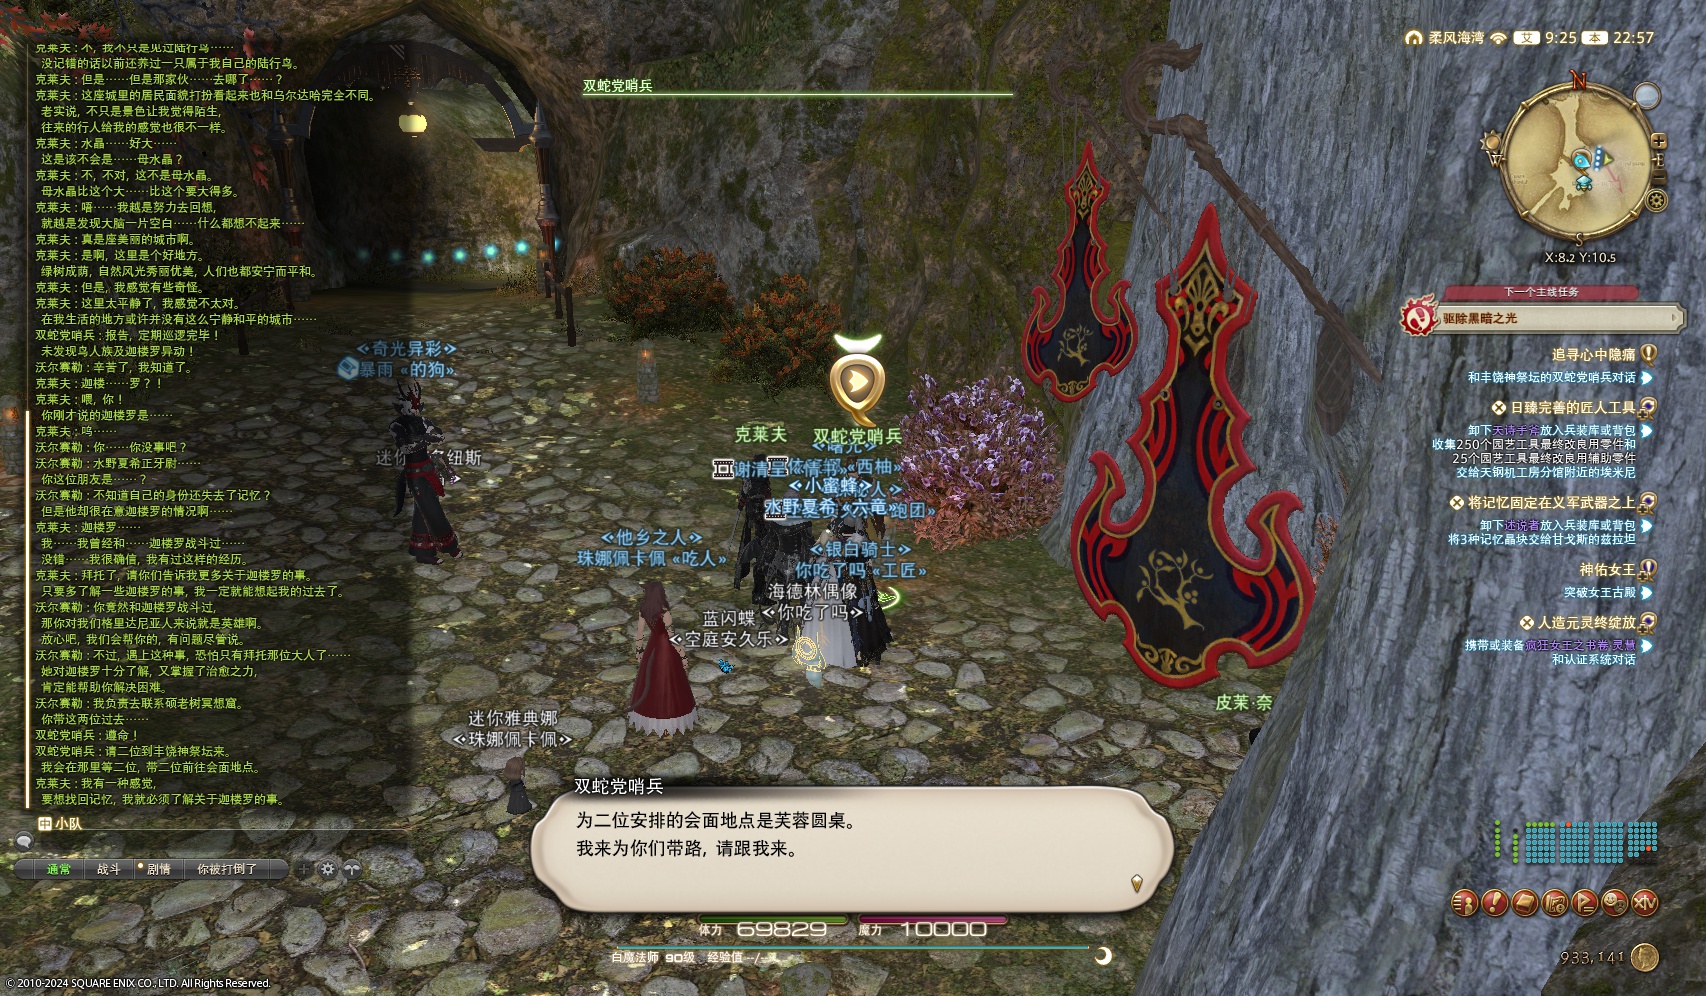 克莱夫：不，我不只是见过陆行鸟……
没记错的话以前还养过一只属于我自己的陆行鸟。
克莱夫：但是……但是那家伙……去哪了……？
克莱夫：这座城里的居民面貌打扮看起来也和乌尔达哈完全不同。
老实说，不只是景色让我觉得陌生，
往来的行人给我的感觉也很不一样。
克莱夫：水晶……好大……
这是该不会是……母水晶？
克莱夫：不，不对，这不是母水晶。
母水晶比这个大……比这个要大得多。
克莱夫：唔……我越是努力去回想，
就越是发现大脑一片空白……什么都想不起来……
克莱夫：真是座美丽的城市啊。
克莱夫：是啊，这里是个好地方。
绿树成荫，自然风光秀丽优美，人们也都安宁而平和。
克莱夫：但是，我感觉有些奇怪。
克莱夫：这里太平静了，我感觉不太对。
在我生活的地方或许并没有这么宁静和平的城市……
双蛇党哨兵：报告，定期巡逻完毕！
未发现鸟人族及迦楼罗异动！
沃尔赛勒：辛苦了，我知道了。
克莱夫：迦楼……罗？！
克莱夫：喂，你！
你刚才说的迦楼罗是……
克莱夫：呜……
沃尔赛勒：你……你没事吧？
沃尔赛勒：水野夏希正牙尉……
你这位朋友是……？
沃尔赛勒：不知道自己的身份还失去了记忆？
但是他却很在意迦楼罗的情况啊……
克莱夫：迦楼罗……
我……我曾经和……迦楼罗战斗过……
没错……我很确信，我有过这样的经历。
克莱夫：拜托了，请你们告诉我更多关于迦楼罗的事。
只要多了解一些迦楼罗的事，我一定就能想起我的过去了。
沃尔赛勒：你竟然和迦楼罗战斗过，
那你对我们格里达尼亚人来说就是英雄啊。
放心吧，我们会帮你的，有问题尽管说。
沃尔赛勒：不过，遇上这种事，恐怕只有拜托那位大人了……
她对迦楼罗十分了解，又掌握了治愈之力，
肯定能帮助你解决困难。
沃尔赛勒：我负责去联系硕老树冥想窟。
你带这两位过去……
双蛇党哨兵：遵命！
双蛇党哨兵：请二位到丰饶神祭坛来。
我会在那里等二位，带二位前往会面地点。
克莱夫：我有一种感觉，
要想找回记忆，我就必须了解关于迦楼罗的事。
小队
通常 战斗 剧情 你被打倒了
双蛇党哨兵
柔风海湾 艾 9:25 本 22:57
N
W
E
S
X:8.2 Y:10.5
下一个主线任务
驱除黑暗之光
追寻心中隐痛
和丰饶神祭坛的双蛇党哨兵对话
日臻完善的匠人工具
卸下天诗手斧放入兵装库或背包
收集250个园艺工具最终改良用零件和
25个园艺工具最终改良用辅助零件
交给天钢机工房分馆附近的埃米尼
将记忆固定在义军武器之上
卸下述说者放入兵装库或背包
将3种记忆晶块交给甘戈斯的兹拉坦
神佑女王
突破女王古殿
人造元灵终绽放
携带或装备疯狂女王之书卷·灵慧
和认证系统对话
«奇光异彩»
暴雨 «的狗»
克莱夫
双蛇党哨兵
«小蜜蜂»
水野夏希 «六竜»
«他乡之人»
珠娜佩卡佩 «吃人»
«银白骑士»
你吃了吗 «工匠»
海德林偶像
«你吃了吗»
蓝闪蝶
«空庭安久乐»
迷你雅典娜
«珠娜佩卡佩»
皮茉·奈
双蛇党哨兵
为二位安排的会面地点是芙蓉圆桌。
我来为你们带路，请跟我来。
体力 69829 魔力 10000
白魔法师 90级 经验值 --/--
933,141
© 2010-2024 SQUARE ENIX CO., LTD. All Rights Reserved.